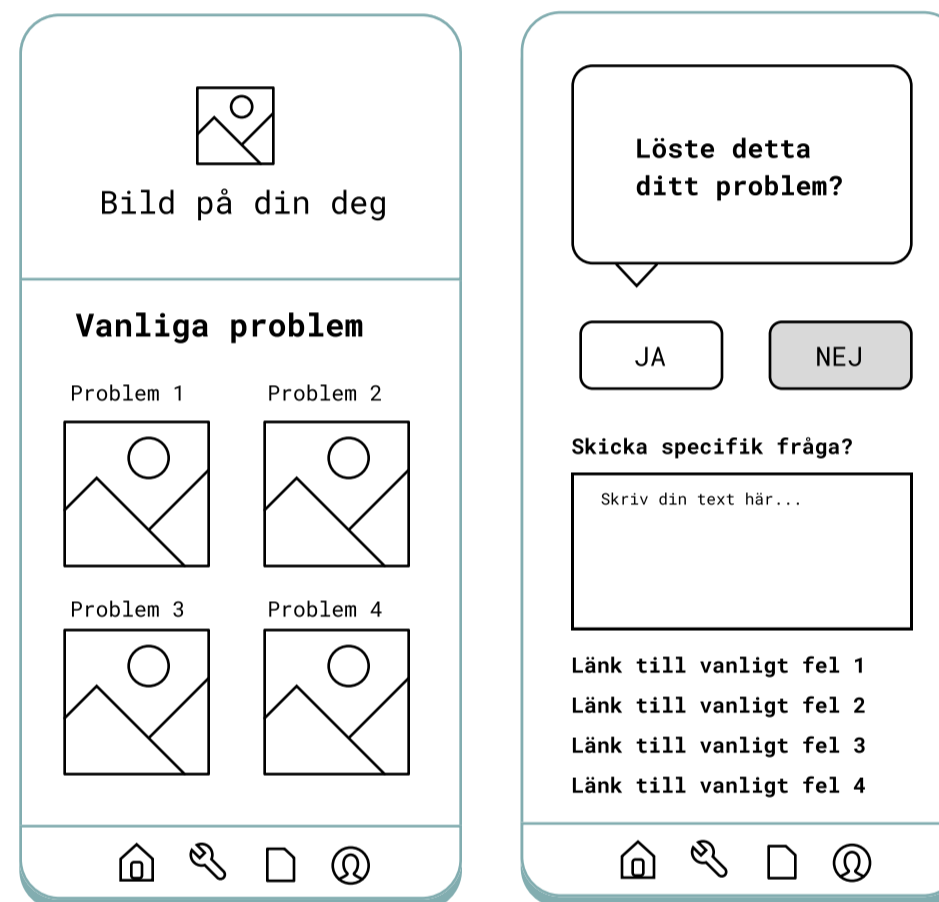 Bild på din deg
Vanliga problem
Problem 1
Problem 2
Problem 3
Problem 4
Löste detta
ditt problem?
JA
NEJ
Skicka specifik fråga?
Skriv din text här...
Länk till vanligt fel 1
Länk till vanligt fel 2
Länk till vanligt fel 3
Länk till vanligt fel 4